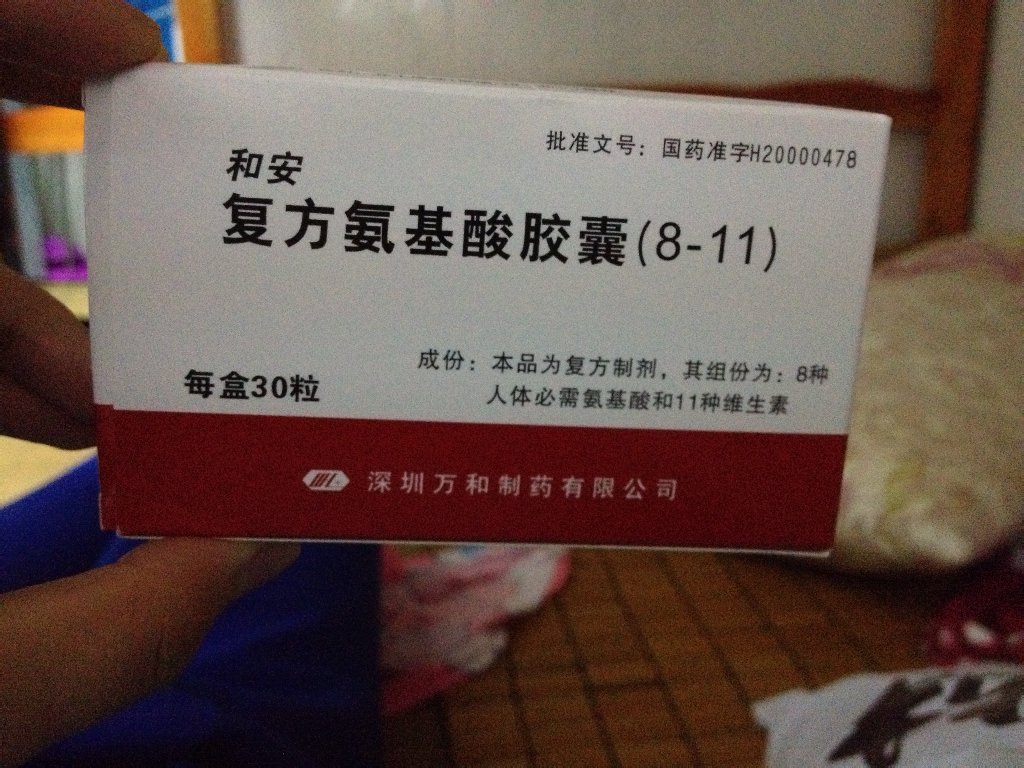 批准文号：国药准字H20000478
和安
复方氨基酸胶囊(8-11)
成份：本品为复方制剂，其组份为：8种
人体必需氨基酸和11种维生素
每盒30粒
深圳万和制药有限公司